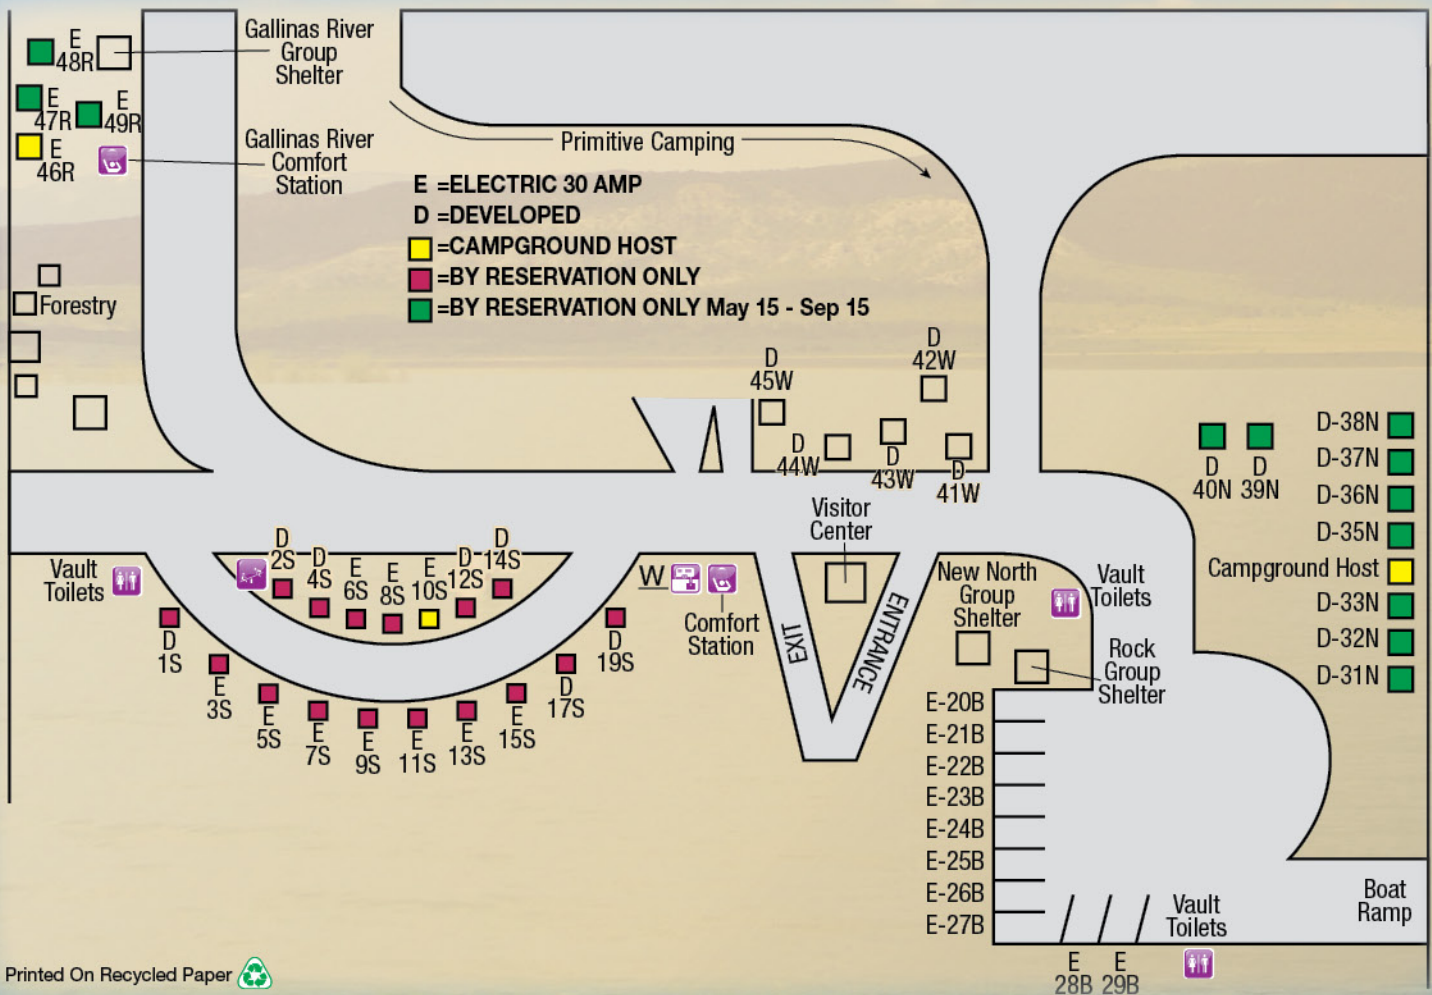 E
48R
Gallinas River
Group
Shelter
E
47R
E
49R
E
46R
Gallinas River
Comfort
Station
Primitive Camping
E =ELECTRIC 30 AMP
D =DEVELOPED
=CAMPGROUND HOST
=BY RESERVATION ONLY
=BY RESERVATION ONLY May 15 - Sep 15
Forestry
D
45W
D
42W
D
44W
D
43W
D
41W
D
40N
D
39N
D-38N
D-37N
D-36N
D-35N
Campground Host
D-33N
D-32N
D-31N
Visitor
Center
Vault
Toilets
D
2S
D
4S
E
6S
E
8S
E
10S
D
12S
D
14S
W
Comfort
Station
EXIT
ENTRANCE
New North
Group
Shelter
Vault
Toilets
Rock
Group
Shelter
D
1S
E
3S
E
5S
E
7S
E
9S
E
11S
E
13S
E
15S
D
17S
D
19S
E-20B
E-21B
E-22B
E-23B
E-24B
E-25B
E-26B
E-27B
E
28B
E
29B
Vault
Toilets
Boat
Ramp
Printed On Recycled Paper